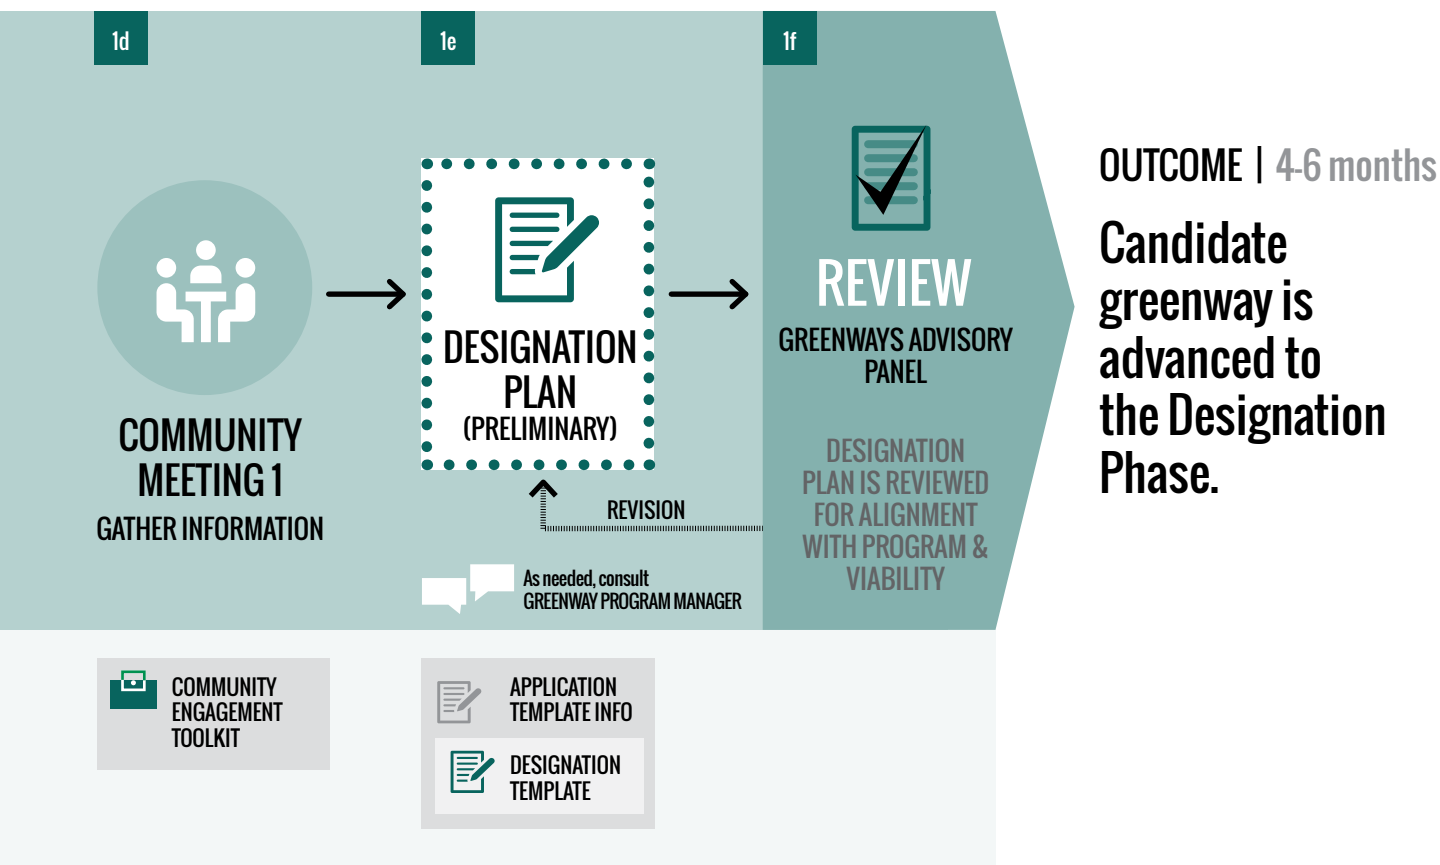 1d
COMMUNITY
MEETING 1
GATHER INFORMATION
1e
DESIGNATION
PLAN
(PRELIMINARY)
REVISION
As needed, consult
GREENWAY PROGRAM MANAGER
1f
REVIEW
GREENWAYS ADVISORY
PANEL
DESIGNATION
PLAN IS REVIEWED
FOR ALIGNMENT
WITH PROGRAM &
VIABILITY
OUTCOME | 4-6 months
Candidate
greenway is
advanced to
the Designation
Phase.
COMMUNITY
ENGAGEMENT
TOOLKIT
APPLICATION
TEMPLATE INFO
DESIGNATION
TEMPLATE